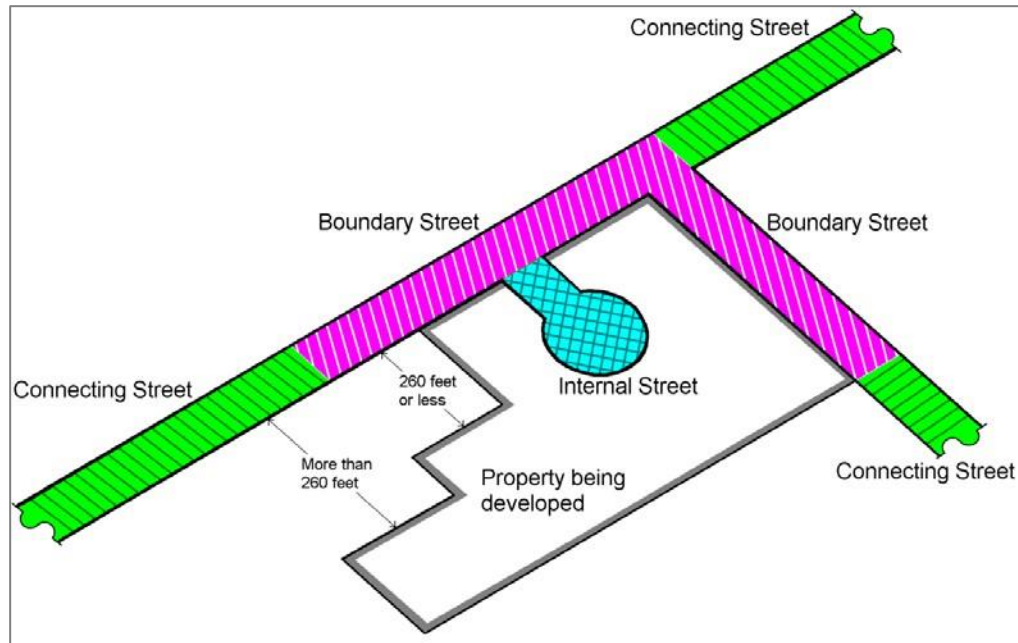 Connecting Street
Boundary Street
Boundary Street
Connecting Street
260 feet
or less
Internal Street
More than
260 feet
Property being
developed
Connecting Street